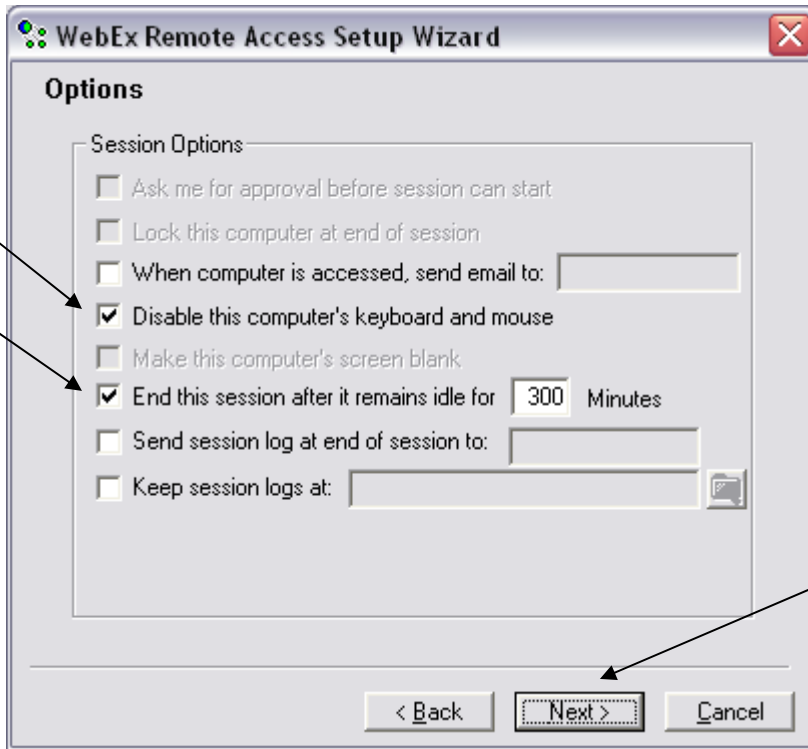 WebEx Remote Access Setup Wizard
Options
Session Options
Ask me for approval before session can start
Lock this computer at end of session
When computer is accessed, send email to:
Disable this computer's keyboard and mouse
Make this computer's screen blank
End this session after it remains idle for 300 Minutes
Send session log at end of session to:
Keep session logs at:
< Back Next > Cancel